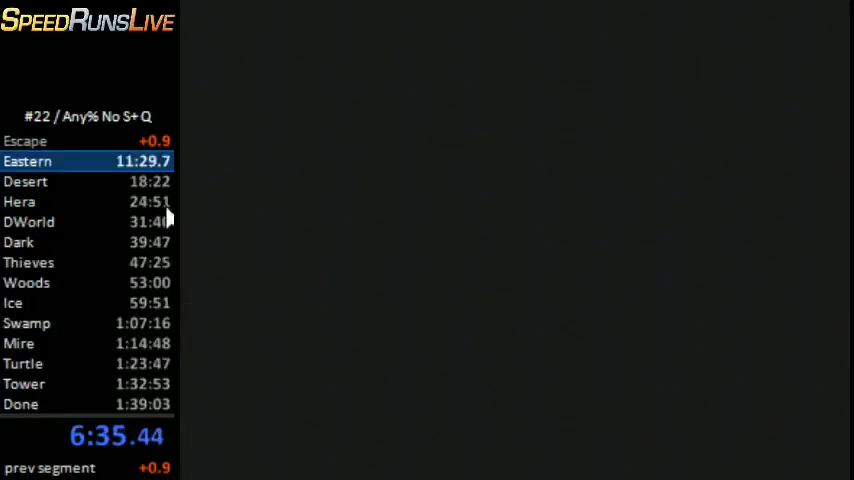 SPEEDRUNSLIVE
#22 / Any% No S+Q
Escape +0.9
Eastern 11:29.7
Desert 18:22
Hera 24:51
DWorld 31:40
Dark 39:47
Thieves 47:25
Woods 53:00
Ice 59:51
Swamp 1:07:16
Mire 1:14:48
Turtle 1:23:47
Tower 1:32:53
Done 1:39:03
6:35.44
prev segment +0.9